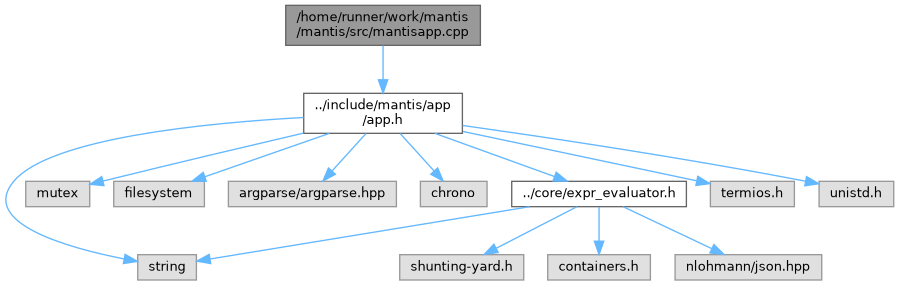 /home/runner/work/mantis
/mantis/src/mantisapp.cpp
../include/mantis/app
/app.h
mutex
filesystem
argparse/argparse.hpp
chrono
../core/expr_evaluator.h
termios.h
unistd.h
string
shunting-yard.h
containers.h
nlohmann/json.hpp